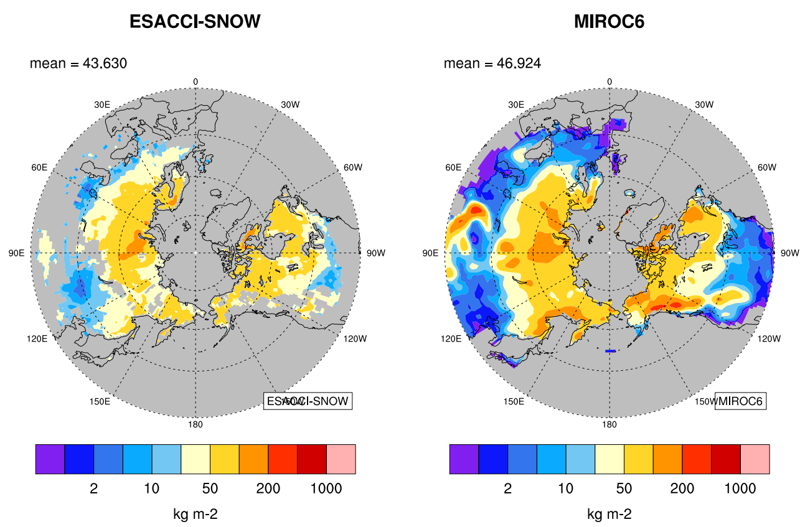 ESACCI-SNOW
MIROC6
mean = 43.630
mean = 46.924
0
30E
30W
60E
60W
90E
90W
120E
120W
150E
180
ESACCI-SNOW
0
30E
30W
60E
60W
90E
90W
120E
120W
150E
150W
180
MIROC6
2
10
50
200
1000
kg m-2
2
10
50
200
1000
kg m-2